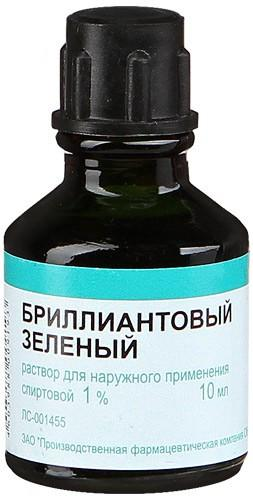 БРИЛЛИАНТОВЫЙ
ЗЕЛЕНЫЙ
раствор для наружного применения
спиртовой 1 % 10 мл
ЛС-001455
ЗАО "Производственная фармацевтическая компания